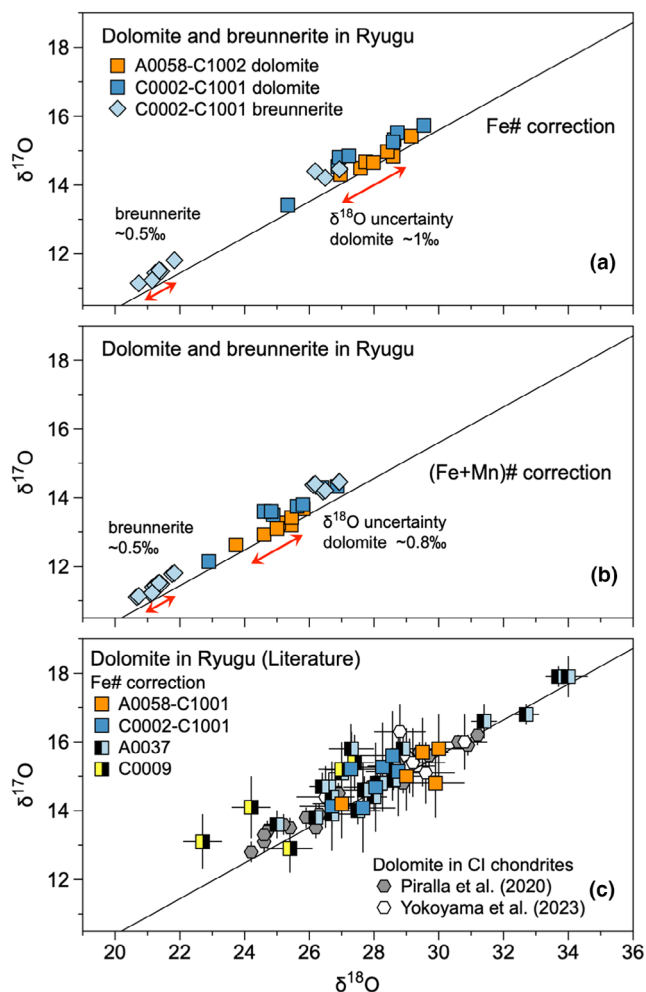 Dolomite and breunnerite in Ryugu
A0058-C1002 dolomite
C0002-C1001 dolomite
C0002-C1001 breunnerite
Fe# correction
breunnerite
~0.5‰
δ18O uncertainty
dolomite ~1‰
(a)
δ17O
18
16
14
12
Dolomite and breunnerite in Ryugu
(Fe+Mn)# correction
breunnerite
~0.5‰
δ18O uncertainty
dolomite ~0.8‰
(b)
δ17O
18
16
14
12
Dolomite in Ryugu (Literature)
Fe# correction
A0058-C1001
C0002-C1001
A0037
C0009
Dolomite in CI chondrites
Piralla et al. (2020)
Yokoyama et al. (2023)
(c)
δ17O
18
16
14
12
20 22 24 26 28 30 32 34 36
δ18O